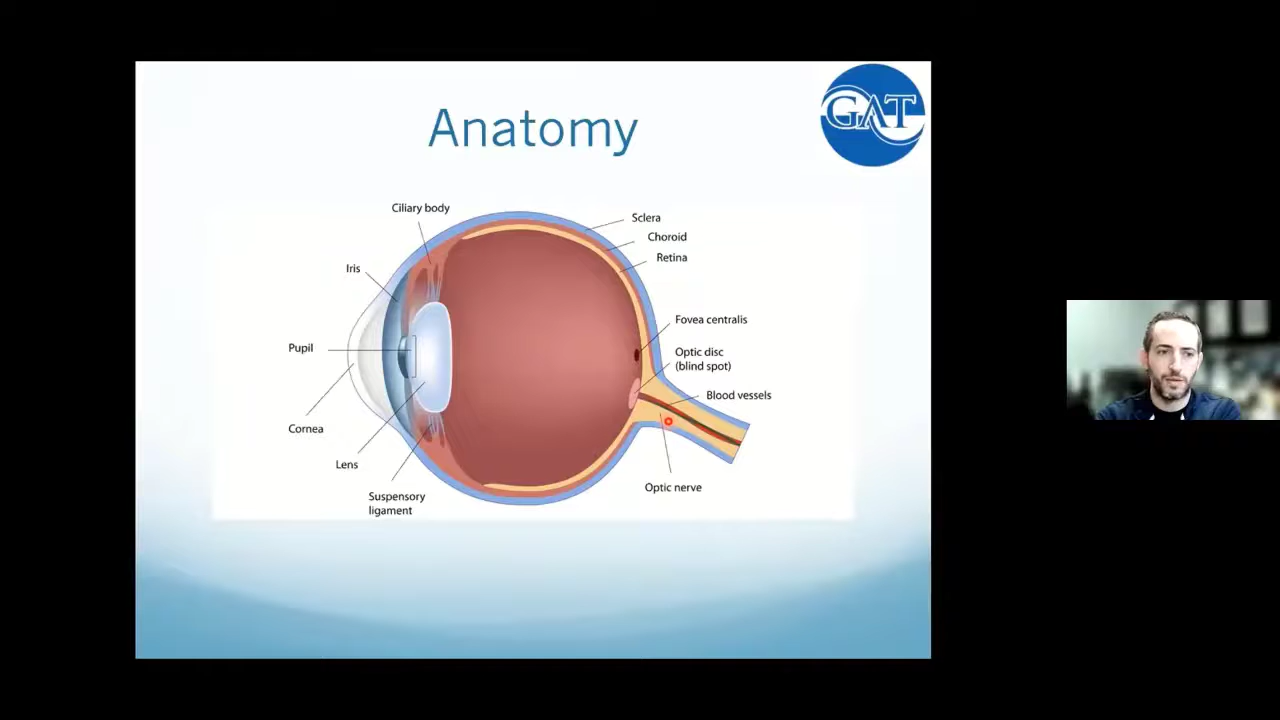 Anatomy
GAT
Ciliary body
Sclera
Choroid
Retina
Iris
Fovea centralis
Pupil
Optic disc
(blind spot)
Blood vessels
Cornea
Lens
Optic nerve
Suspensory
ligament